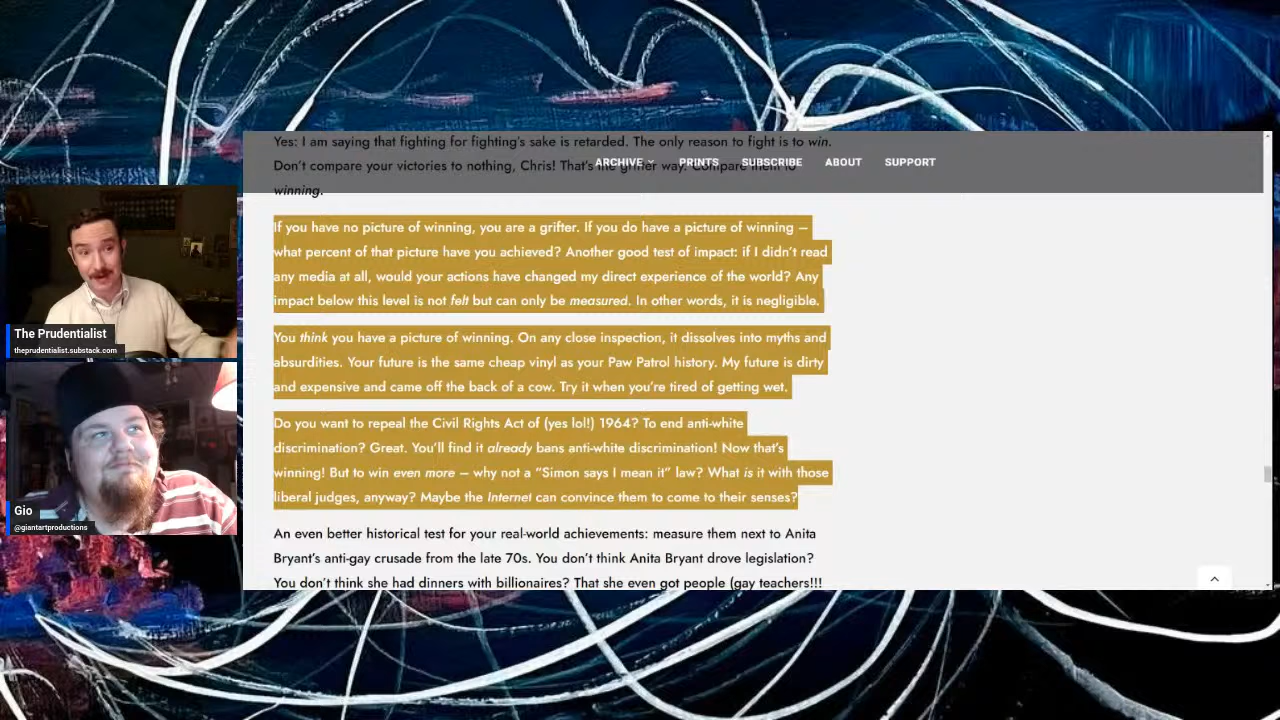 Yes: I am saying that fighting for fighting's sake is retarded. The only reason to fight is to win.
ARCHIVE PRINTS SUBSCRIBE ABOUT SUPPORT
Don't compare your victories to nothing, Chris! That's the grifter way. Compare them to
winning.
If you have no picture of winning, you are a grifter. If you do have a picture of winning –
what percent of that picture have you achieved? Another good test of impact: if I didn't read
any media at all, would your actions have changed my direct experience of the world? Any
impact below this level is not felt but can only be measured. In other words, it is negligible.
You think you have a picture of winning. On any close inspection, it dissolves into myths and
absurdities. Your future is the same cheap vinyl as your Paw Patrol history. My future is dirty
and expensive and came off the back of a cow. Try it when you're tired of getting wet.
Do you want to repeal the Civil Rights Act of (yes lol!) 1964? To end anti-white
discrimination? Great. You'll find it already bans anti-white discrimination! Now that's
winning! But to win even more – why not a “Simon says I mean it” law? What is it with those
liberal judges, anyway? Maybe the Internet can convince them to come to their senses?
An even better historical test for your real-world achievements: measure them next to Anita
Bryant's anti-gay crusade from the late 70s. You don't think Anita Bryant drove legislation?
You don't think she had dinners with billionaires? That she even got people (gay teachers!!!
The Prudentialist
theprudentialist.substack.com
Gio
@giantartproductions